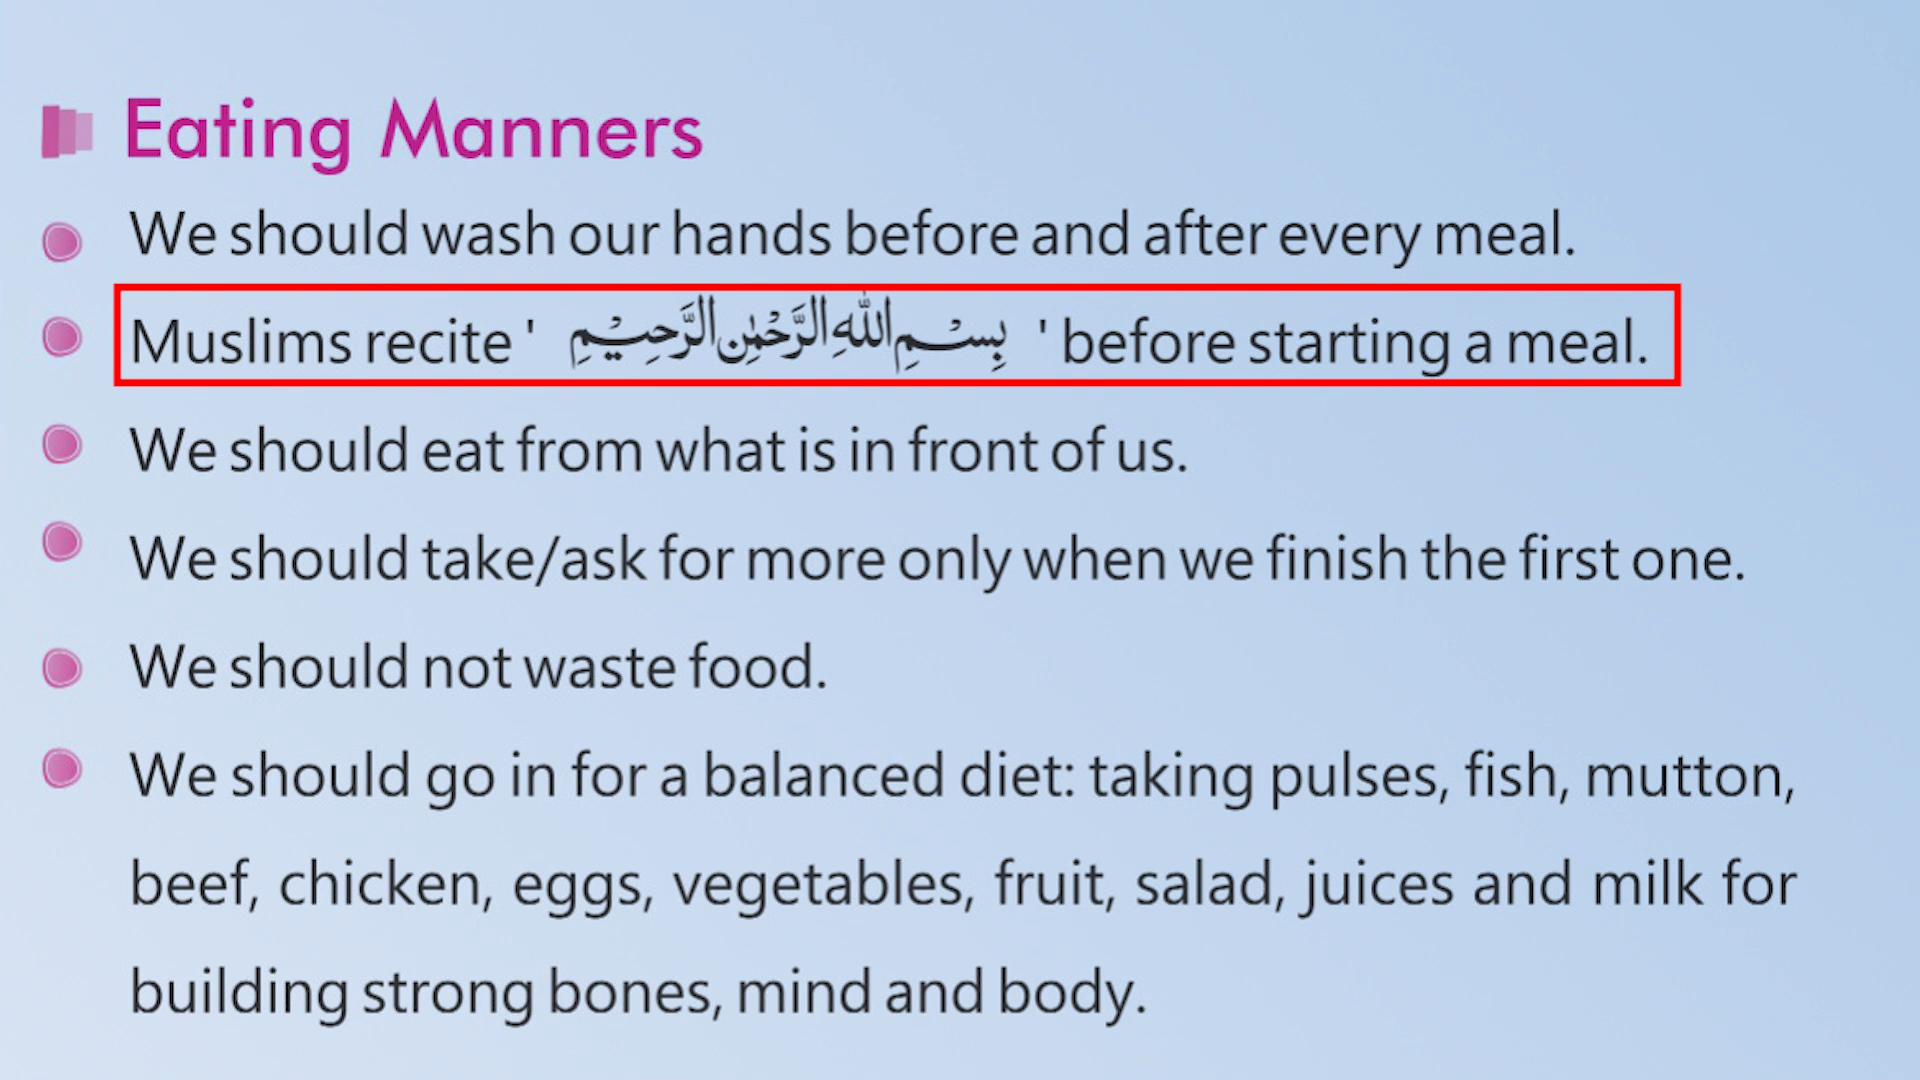 Eating Manners
We should wash our hands before and after every meal.
Muslims recite ' بِسْمِ اللهِ الرَّحْمٰنِ الرَّحِيْمِ ' before starting a meal.
We should eat from what is in front of us.
We should take/ask for more only when we finish the first one.
We should not waste food.
We should go in for a balanced diet: taking pulses, fish, mutton,
beef, chicken, eggs, vegetables, fruit, salad, juices and milk for
building strong bones, mind and body.